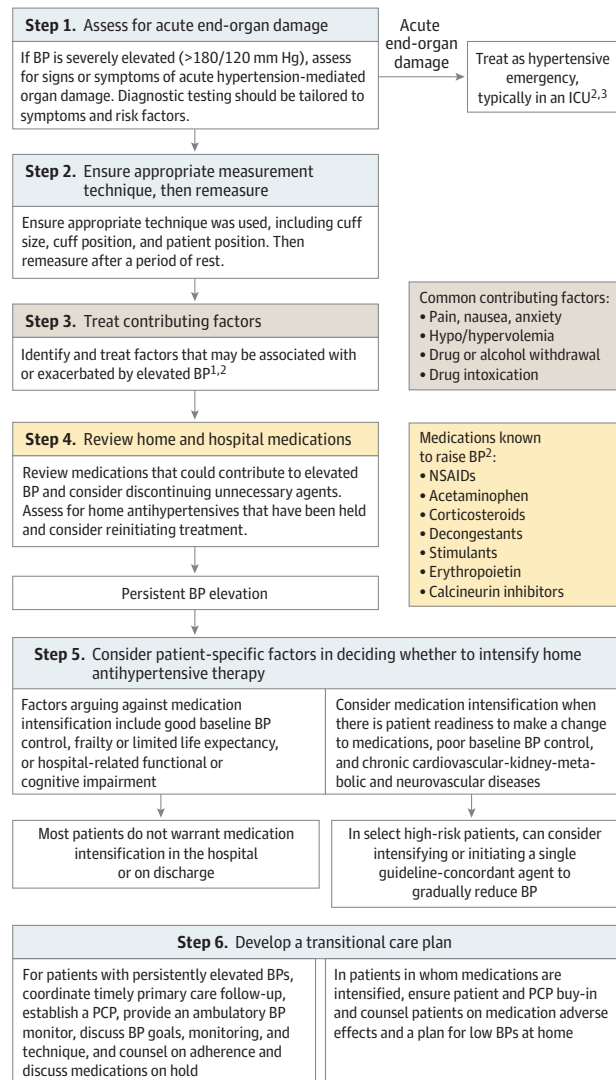 Step 1. Assess for acute end-organ damage
If BP is severely elevated (>180/120 mm Hg), assess
for signs or symptoms of acute hypertension-mediated
organ damage. Diagnostic testing should be tailored to
symptoms and risk factors.
Acute
end-organ
damage
Treat as hypertensive
emergency,
typically in an ICU2,3
Step 2. Ensure appropriate measurement
technique, then remeasure
Ensure appropriate technique was used, including cuff
size, cuff position, and patient position. Then
remeasure after a period of rest.
Step 3. Treat contributing factors
Identify and treat factors that may be associated with
or exacerbated by elevated BP1,2
Common contributing factors:
• Pain, nausea, anxiety
• Hypo/hypervolemia
• Drug or alcohol withdrawal
• Drug intoxication
Step 4. Review home and hospital medications
Review medications that could contribute to elevated
BP and consider discontinuing unnecessary agents.
Assess for home antihypertensives that have been held
and consider reinitiating treatment.
Medications known
to raise BP2:
• NSAIDs
• Acetaminophen
• Corticosteroids
• Decongestants
• Stimulants
• Erythropoietin
• Calcineurin inhibitors
Persistent BP elevation
Step 5. Consider patient-specific factors in deciding whether to intensify home
antihypertensive therapy
Factors arguing against medication
intensification include good baseline BP
control, frailty or limited life expectancy,
or hospital-related functional or
cognitive impairment
Consider medication intensification when
there is patient readiness to make a change
to medications, poor baseline BP control,
and chronic cardiovascular-kidney-meta-
bolic and neurovascular diseases
Most patients do not warrant medication
intensification in the hospital
or on discharge
In select high-risk patients, can consider
intensifying or initiating a single
guideline-concordant agent to
gradually reduce BP
Step 6. Develop a transitional care plan
For patients with persistently elevated BPs,
coordinate timely primary care follow-up,
establish a PCP, provide an ambulatory BP
monitor, discuss BP goals, monitoring, and
technique, and counsel on adherence and
discuss medications on hold
In patients in whom medications are
intensified, ensure patient and PCP buy-in
and counsel patients on medication adverse
effects and a plan for low BPs at home